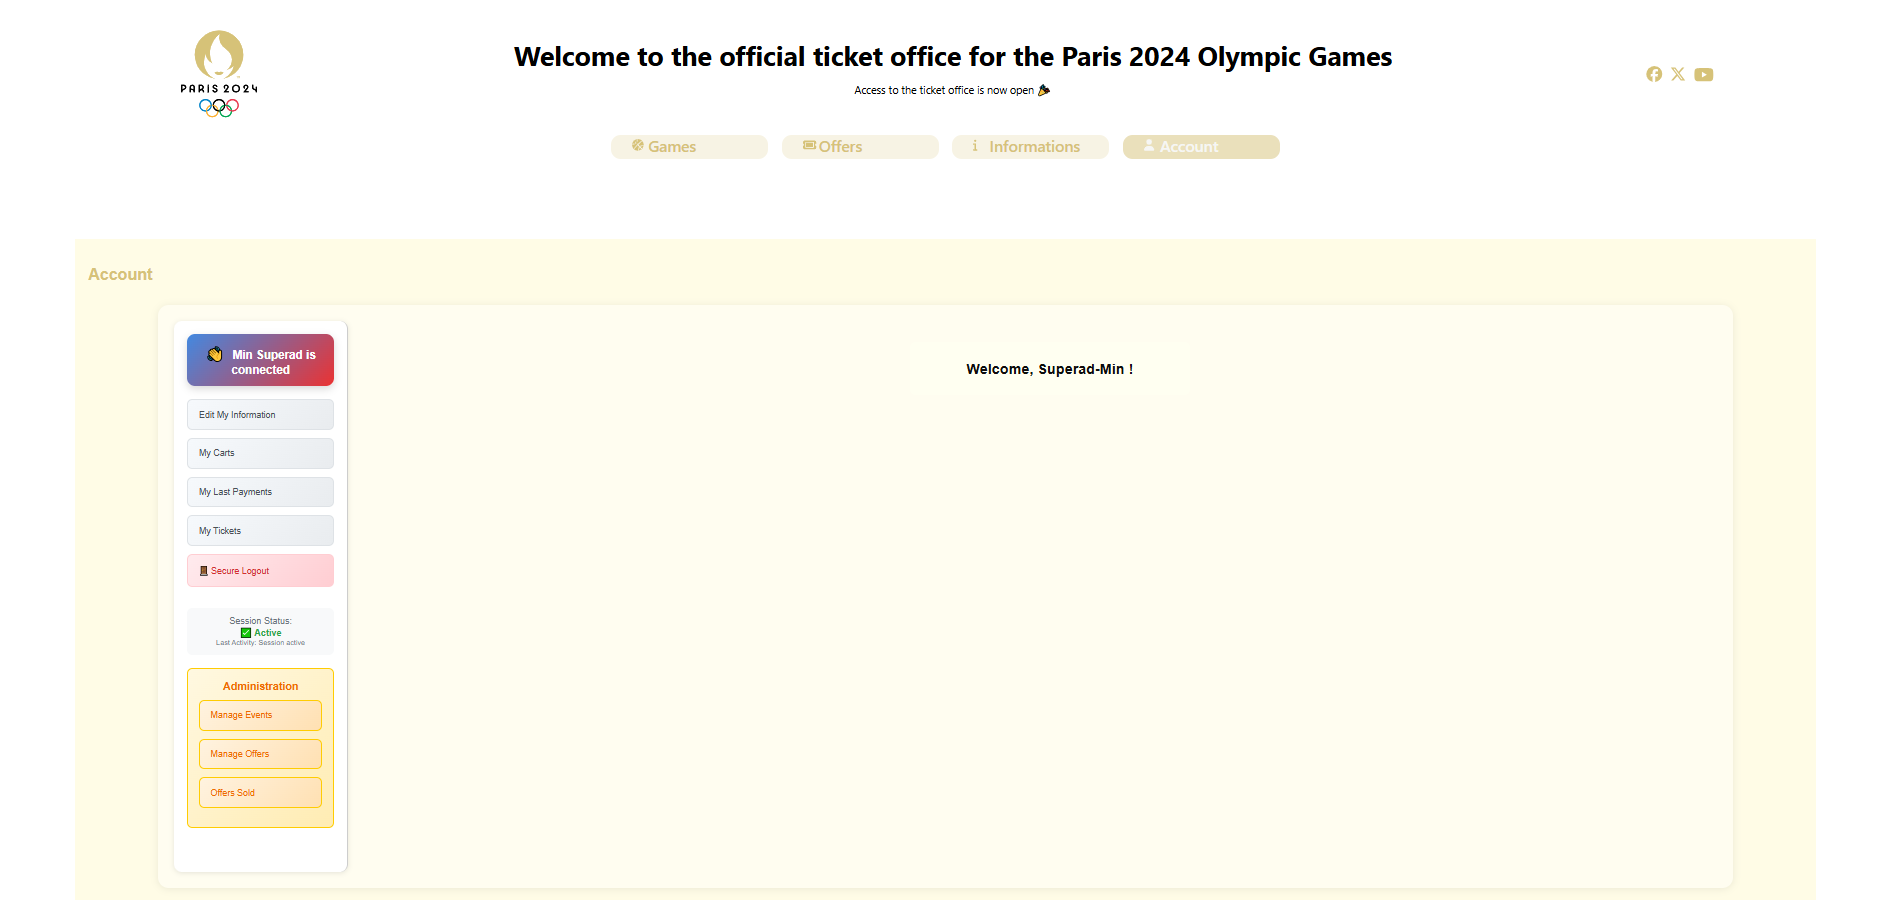 PARIS 2024
Welcome to the official ticket office for the Paris 2024 Olympic Games
Access to the ticket office is now open 🎉
Games
Offers
Informations
Account
Account
👋 Min Superad is
connected
Edit My Information
My Carts
My Last Payments
My Tickets
🚪 Secure Logout
Session Status:
✅ Active
Last Activity: Session active
Administration
Manage Events
Manage Offers
Offers Sold
Welcome, Superad-Min !